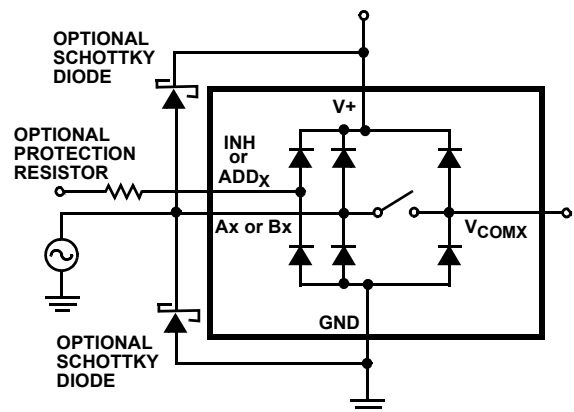 OPTIONAL
SCHOTTKY
DIODE
OPTIONAL
PROTECTION
RESISTOR
V+
INH
or
ADDX
Ax or Bx
VCOMX
GND
OPTIONAL
SCHOTTKY
DIODE